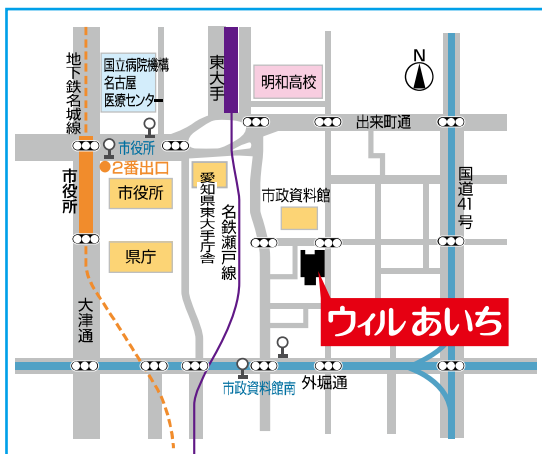 地下鉄名城線
国立病院機構
名古屋
医療センター
東大手
明和高校
N
出来町通
市役所
2番出口
市役所
市役所
愛知県東大手庁舎
名鉄瀬戸線
市政資料館
国道41号
県庁
大津通
ウィルあいち
市政資料館南
外堀通